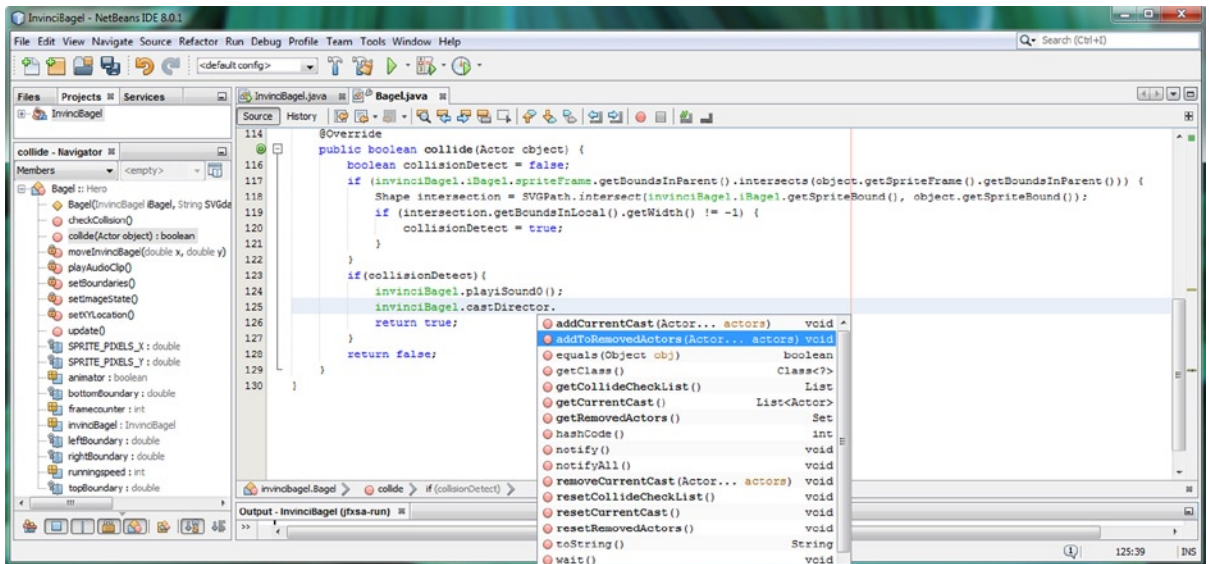 InvinciBagel - NetBeans IDE 8.0.1
File Edit View Navigate Source Refactor Run Debug Profile Team Tools Window Help
Search (Ctrl+I)
<default config>
Files Projects Services
InvinciBagel.java Bagel.java
InvinciBagel
Source History
collide - Navigator
Members <empty>
Bagel :: Hero
Bagel(InvinciBagel iBagel, String SVGda
checkCollision()
collide(Actor object) : boolean
moveInvinciBagel(double x, double y)
playAudioClip()
setBoundaries()
setImageState()
setXYLocation()
update()
SPRITE_PIXELS_X : double
SPRITE_PIXELS_Y : double
animator : boolean
bottomBoundary : double
framecounter : int
invinciBagel : InvinciBagel
leftBoundary : double
rightBoundary : double
runningspeed : int
topBoundary : double
114 @Override
public boolean collide(Actor object) {
116 boolean collisionDetect = false;
117 if (invinciBagel.iBagel.spriteFrame.getBoundsInParent().intersects(object.getSpriteFrame().getBoundsInParent())) {
118 Shape intersection = SVGPath.intersect(invinciBagel.iBagel.getSpriteBound(), object.getSpriteBound());
119 if (intersection.getBoundsInLocal().getWidth() != -1) {
120 collisionDetect = true;
121 }
122 }
123 if(collisionDetect){
124 invinciBagel.playiSound0();
125 invinciBagel.castDirector.
126 return true;
127 }
128 return false;
129 }
130 }
addCurrentCast(Actor... actors) void
addToRemovedActors(Actor... actors) void
equals(Object obj) boolean
getClass() Class<?>
getCollideCheckList() List
getCurrentCast() List<Actor>
getRemovedActors() Set
hashCode() int
notify() void
notifyAll() void
removeCurrentCast(Actor... actors) void
resetCollideCheckList() void
resetCurrentCast() void
resetRemovedActors() void
toString() String
wait() void
invincibagel.Bagel collide if (collisionDetect)
Output - InvinciBagel (jfxsa-run)
125:39 INS